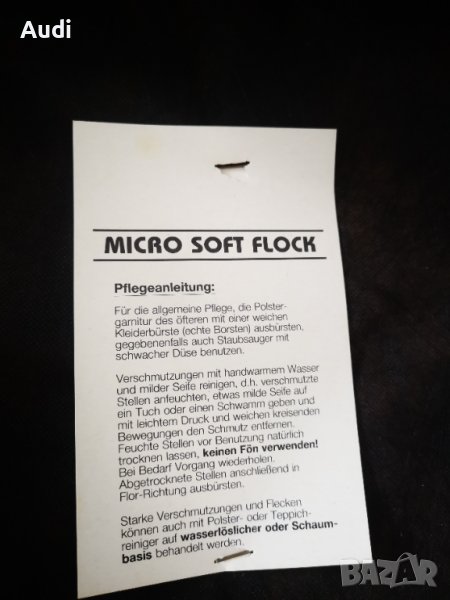 Audi
MICRO SOFT FLOCK
Pflegeanleitung:
Für die allgemeine Pflege, die Polster-
garnitur des öfteren mit einer weichen
Kleiderbürste (echte Borsten) ausbürsten,
gegebenenfalls auch Staubsauger mit
schwacher Düse benutzen.
Verschmutzungen mit handwarmem Wasser
und milder Seife reinigen, d.h. verschmutzte
Stellen anfeuchten, etwas milde Seife auf
ein Tuch oder einen Schwamm geben und
mit leichtem Druck und weichen kreisenden
Bewegungen den Schmutz entfernen.
Feuchte Stellen vor Benutzung natürlich
trocknen lassen, keinen Fön verwenden!
Bei Bedarf Vorgang wiederholen.
Abgetrocknete Stellen anschließend in
Flor-Richtung ausbürsten.
Starke Verschmutzungen und Flecken
können auch mit Polster- oder Teppich-
reiniger auf wasserlöslicher oder Schaum-
basis behandelt werden.
BAZAR